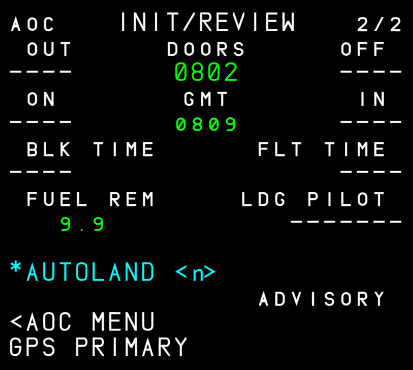 AOC INIT/REVIEW 2/2
OUT DOORS OFF
---- 0802 ----
ON GMT IN
---- 0809 ----
BLK TIME FLT TIME
---- ----
FUEL REM LDG PILOT
9.9 -------
*AUTOLAND <n>
ADVISORY
<AOC MENU
GPS PRIMARY